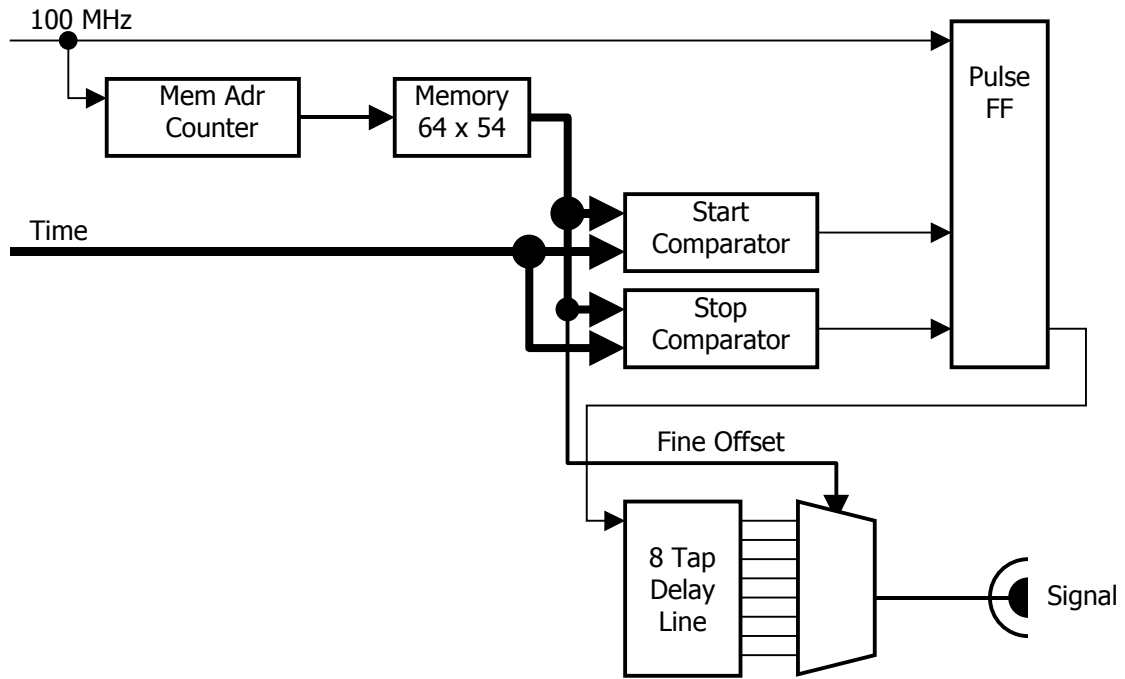 100 MHz
Mem Adr
Counter
Memory
64 x 54
Pulse
FF
Time
Start
Comparator
Stop
Comparator
Fine Offset
8 Tap
Delay
Line
Signal